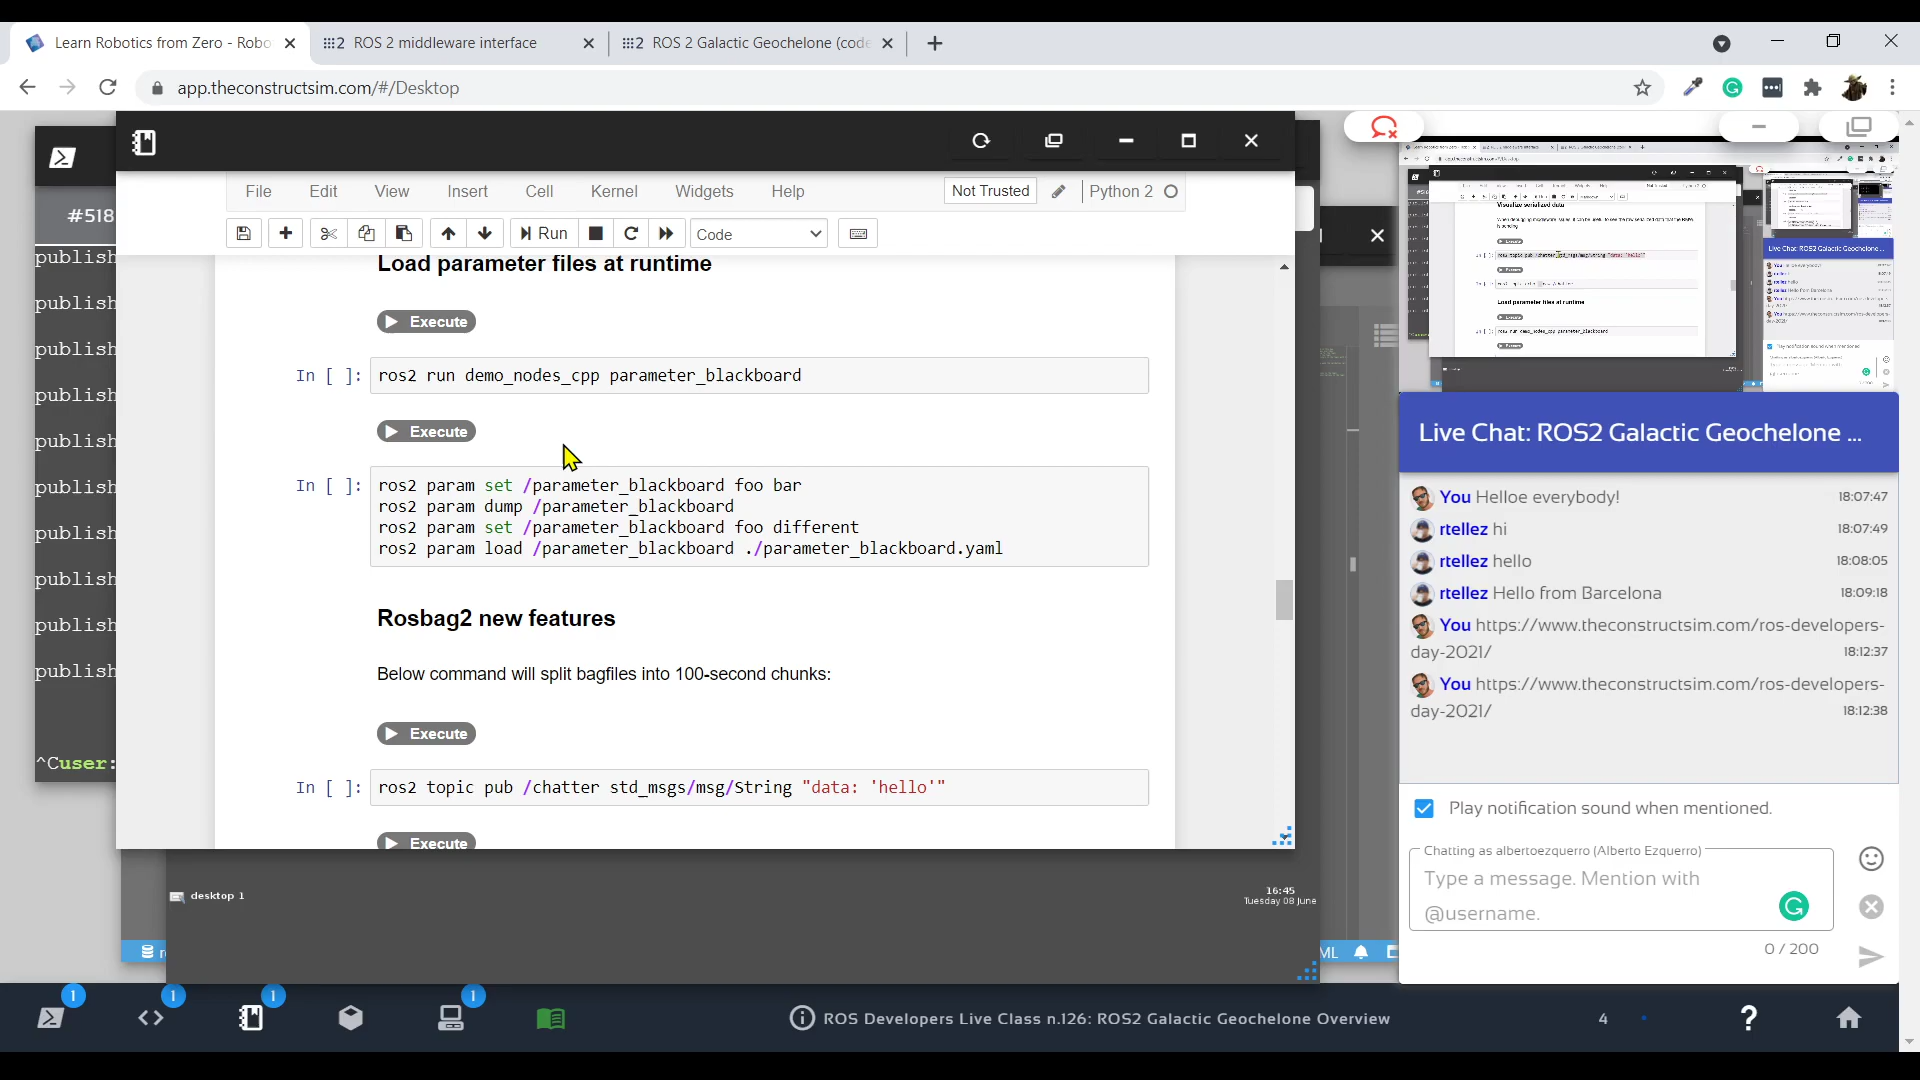 Learn Robotics from Zero - Robo
ROS 2 middleware interface
ROS 2 Galactic Geochelone (code
app.theconstructsim.com/#/Desktop
File Edit View Insert Cell Kernel Widgets Help
Not Trusted
Python 2
Run
Code
#518
publish
publish
publish
publish
publish
publish
publish
publish
publish
publish
^Cuser:
Load parameter files at runtime
Execute
In [ ]: ros2 run demo_nodes_cpp parameter_blackboard
Execute
In [ ]: ros2 param set /parameter_blackboard foo bar
ros2 param dump /parameter_blackboard
ros2 param set /parameter_blackboard foo different
ros2 param load /parameter_blackboard ./parameter_blackboard.yaml
Rosbag2 new features
Below command will split bagfiles into 100-second chunks:
Execute
In [ ]: ros2 topic pub /chatter std_msgs/msg/String "data: 'hello'"
Execute
desktop 1
16:45
Tuesday 08 June
ML
Live Chat: ROS2 Galactic Geochelone ...
You Helloe everybody! 18:07:47
rtellez hi 18:07:49
rtellez hello 18:08:05
rtellez Hello from Barcelona 18:09:18
You https://www.theconstructsim.com/ros-developers-
day-2021/ 18:12:37
You https://www.theconstructsim.com/ros-developers-
day-2021/ 18:12:38
Play notification sound when mentioned.
Chatting as albertoezquerro (Alberto Ezquerro)
Type a message. Mention with
@username.
0 / 200
1
1
1
1
ROS Developers Live Class n.126: ROS2 Galactic Geochelone Overview
4
?